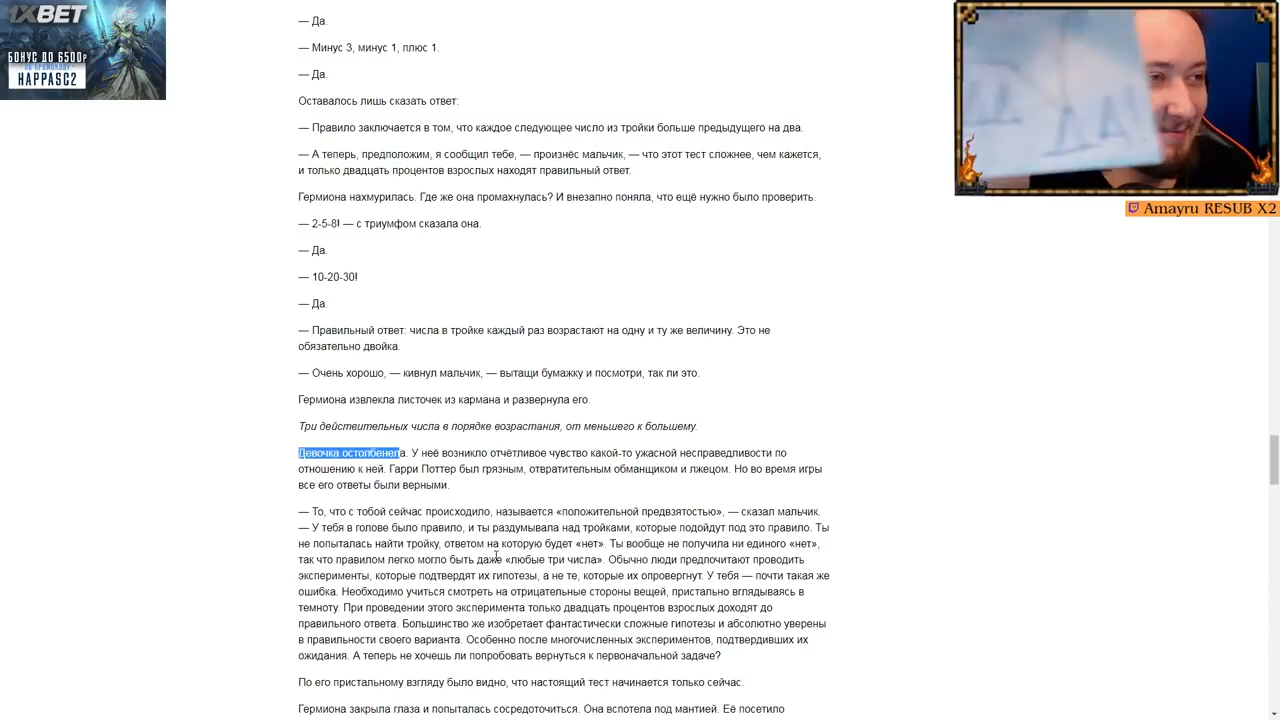 1XBET
БОНУС ДО 6500₽
HAPPASC2
Amayru RESUB X2
ДА!
— Да.
— Минус 3, минус 1, плюс 1.
— Да.
Оставалось лишь сказать ответ:
— Правило заключается в том, что каждое следующее число из тройки больше предыдущего на два.
— А теперь, предположим, я сообщил тебе, — произнёс мальчик, — что этот тест сложнее, чем кажется,
и только двадцать процентов взрослых находят правильный ответ.
Гермиона нахмурилась. Где же она промахнулась? И внезапно поняла, что ещё нужно было проверить.
— 2-5-8! — с триумфом сказала она.
— Да.
— 10-20-30!
— Да.
— Правильный ответ: числа в тройке каждый раз возрастают на одну и ту же величину. Это не
обязательно двойка.
— Очень хорошо, — кивнул мальчик, — вытащи бумажку и посмотри, так ли это.
Гермиона извлекла листочек из кармана и развернула его.
Три действительных числа в порядке возрастания, от меньшего к большему.
Девочка остолбенела. У неё возникло отчётливое чувство какой-то ужасной несправедливости по
отношению к ней. Гарри Поттер был грязным, отвратительным обманщиком и лжецом. Но во время игры
все его ответы были верными.
— То, что с тобой сейчас происходило, называется «положительной предвзятостью», — сказал мальчик.
— У тебя в голове было правило, и ты раздумывала над тройками, которые подойдут под это правило. Ты
не попыталась найти тройку, ответом на которую будет «нет». Ты вообще не получила ни единого «нет»,
так что правилом легко могло быть даже «любые три числа». Обычно люди предпочитают проводить
эксперименты, которые подтвердят их гипотезы, а не те, которые их опровергнут. У тебя — почти такая же
ошибка. Необходимо учиться смотреть на отрицательные стороны вещей, пристально вглядываясь в
темноту. При проведении этого эксперимента только двадцать процентов взрослых доходят до
правильного ответа. Большинство же изобретает фантастически сложные гипотезы и абсолютно уверены
в правильности своего варианта. Особенно после многочисленных экспериментов, подтвердивших их
ожидания. А теперь не хочешь ли попробовать вернуться к первоначальной задаче?
По его пристальному взгляду было видно, что настоящий тест начинается только сейчас.
Гермиона закрыла глаза и попыталась сосредоточиться. Она вспотела под мантией. Её посетило